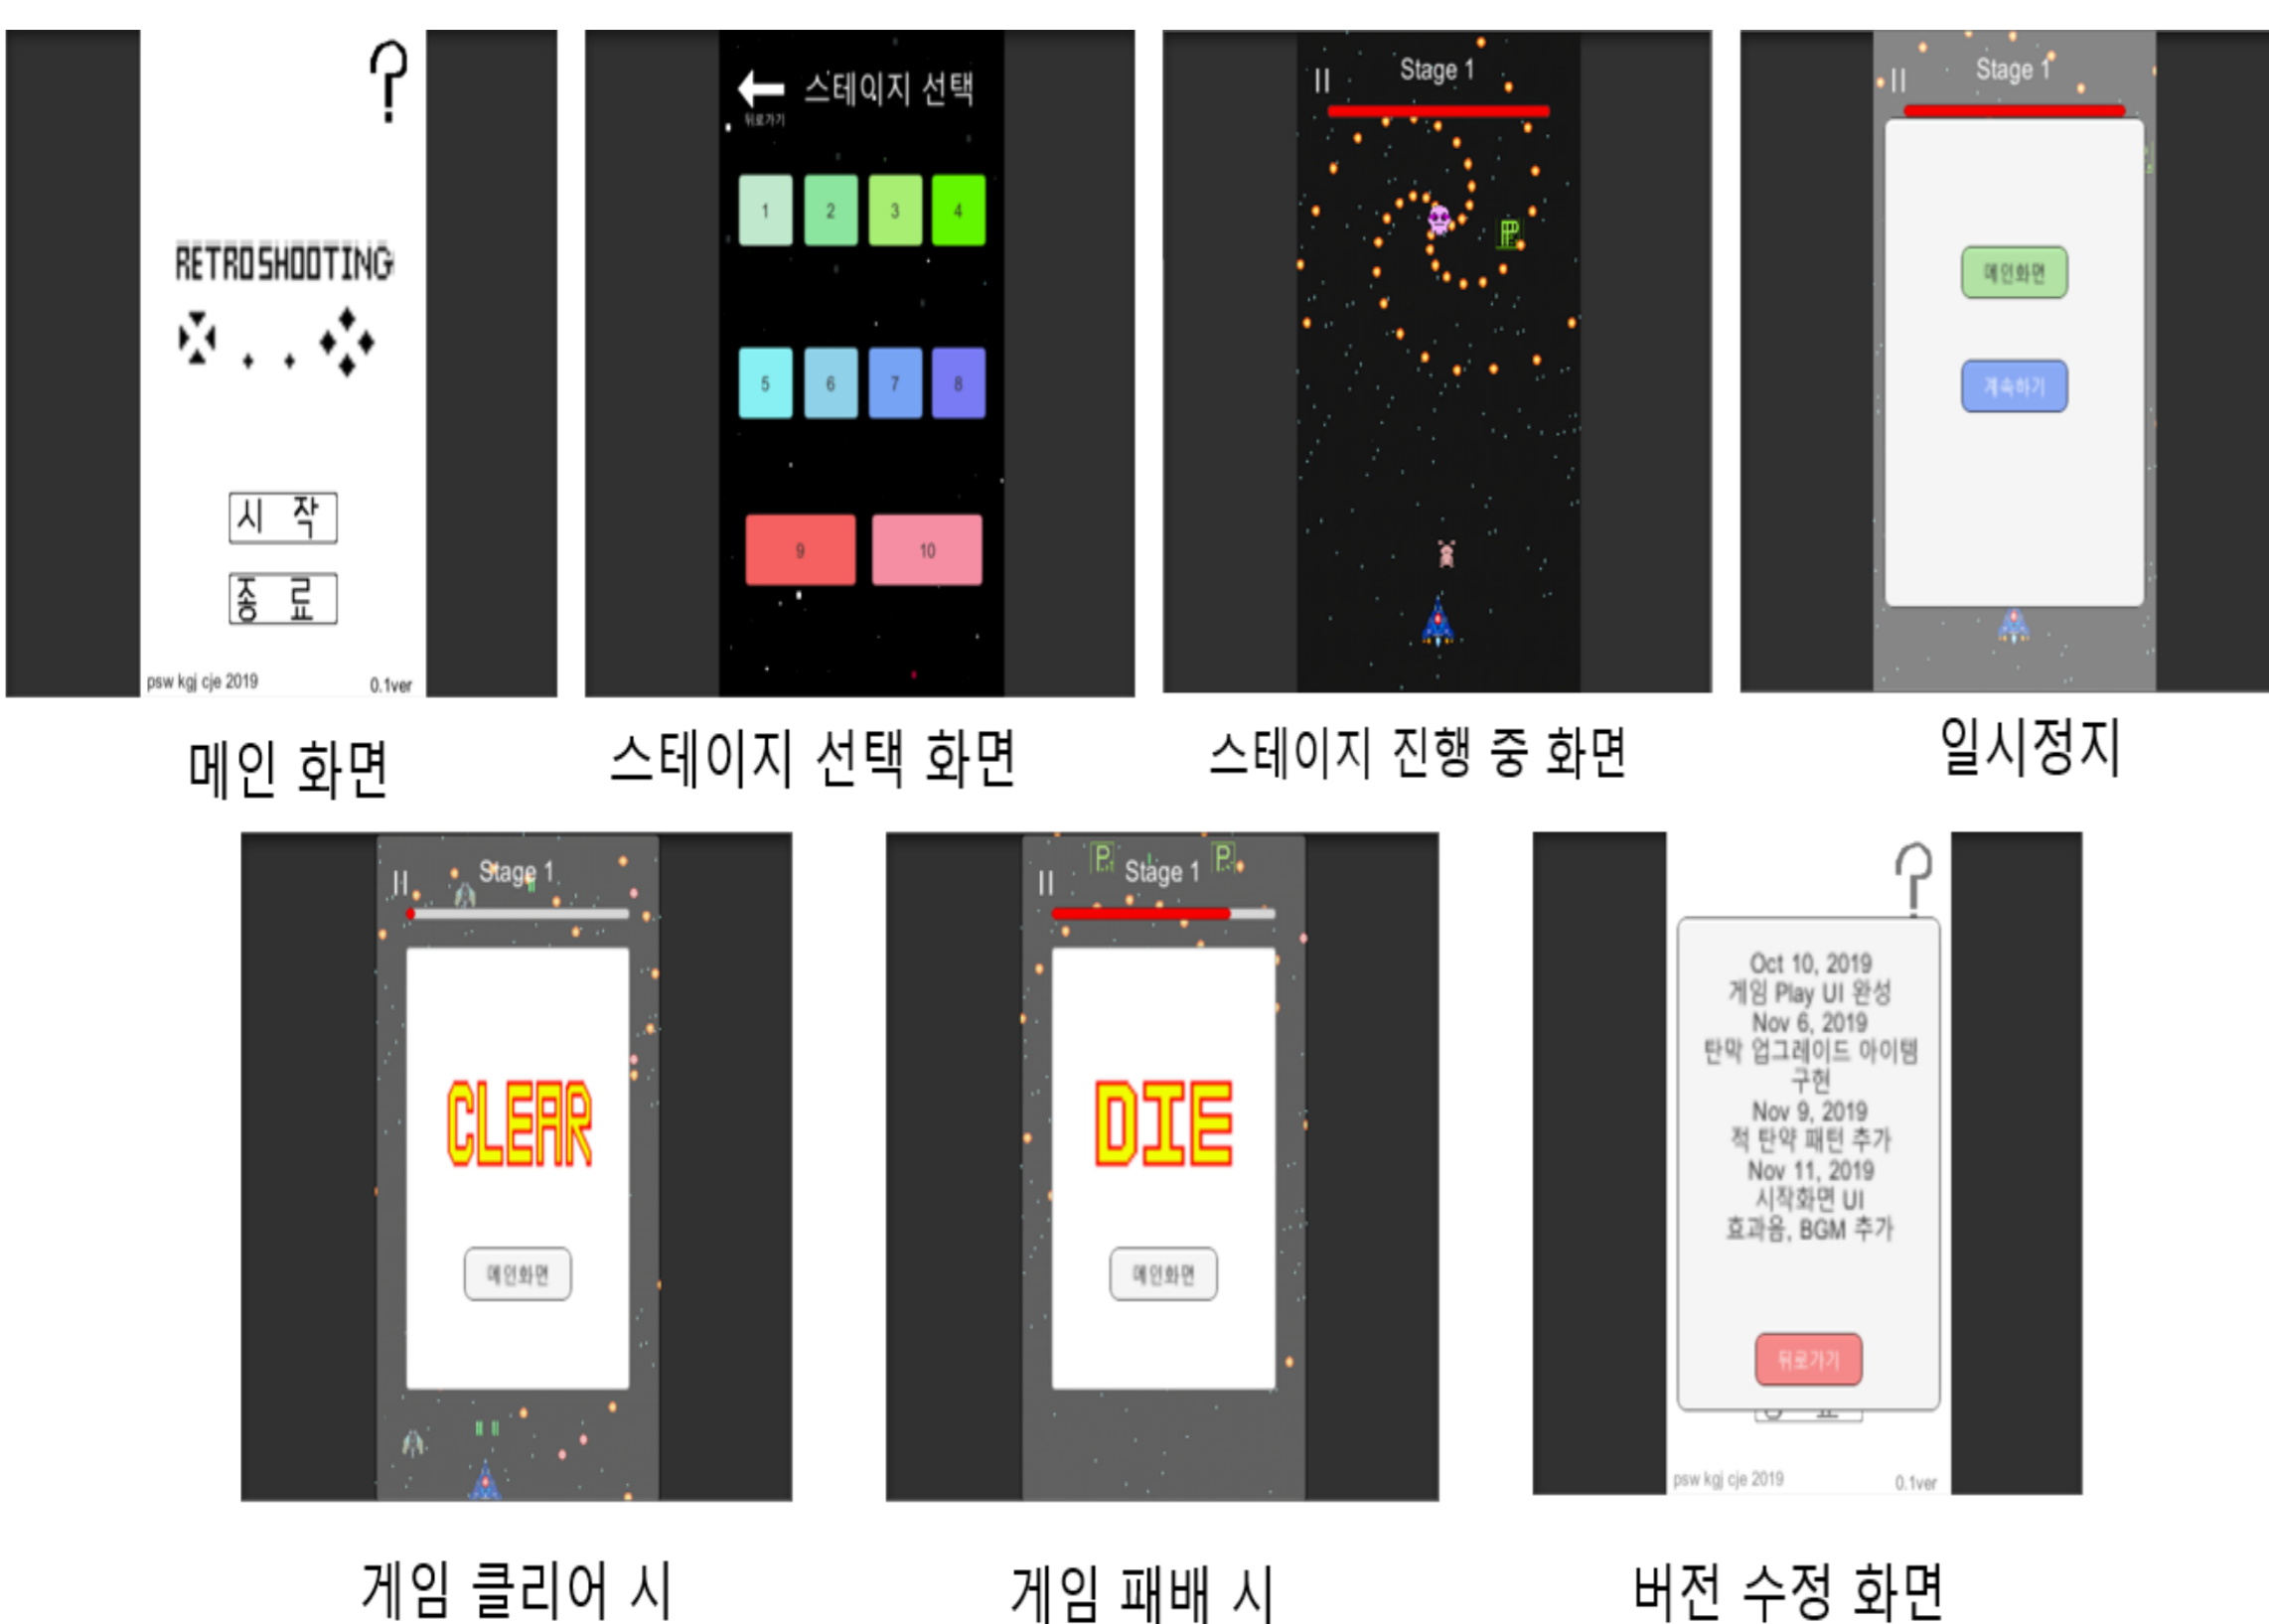 ?
RETRO SHOOTING
시 작
종 료
psw kgj cje 2019
0.1ver
메인 화면
스테이지 선택
뒤로가기
1
2
3
4
5
6
7
8
9
10
스테이지 선택 화면
Stage 1
P
스테이지 진행 중 화면
Stage 1
메인화면
계속하기
일시정지
Stage 1
CLEAR
메인화면
게임 클리어 시
P
P
Stage 1
DIE
메인화면
게임 패배 시
?
Oct 10, 2019
게임 Play UI 완성
Nov 6, 2019
탄막 업그레이드 아이템
구현
Nov 9, 2019
적 탄약 패턴 추가
Nov 11, 2019
시작화면 UI
효과음, BGM 추가
뒤로가기
psw kgj cje 2019
0.1ver
버전 수정 화면